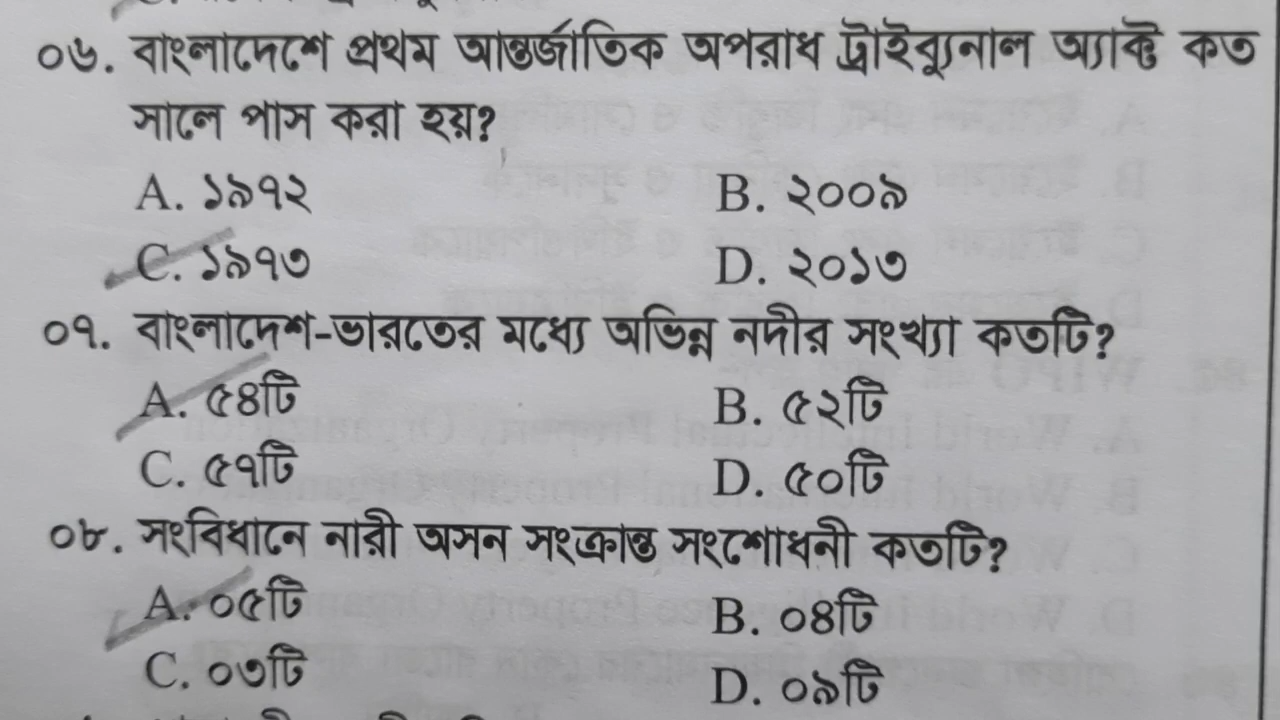 ০৬. বাংলাদেশে প্রথম আন্তর্জাতিক অপরাধ ট্রাইব্যুনাল অ্যাক্ট কত
সালে পাস করা হয়?
A. ১৯৭২ B. ২০০৯
C. ১৯৭৩ D. ২০১৩
০৭. বাংলাদেশ-ভারতের মধ্যে অভিন্ন নদীর সংখ্যা কতটি?
A. ৫৪টি B. ৫২টি
C. ৫৭টি D. ৫০টি
০৮. সংবিধানে নারী অসন সংক্রান্ত সংশোধনী কতটি?
A. ০৫টি B. ০৪টি
C. ০৩টি D. ০৯টি